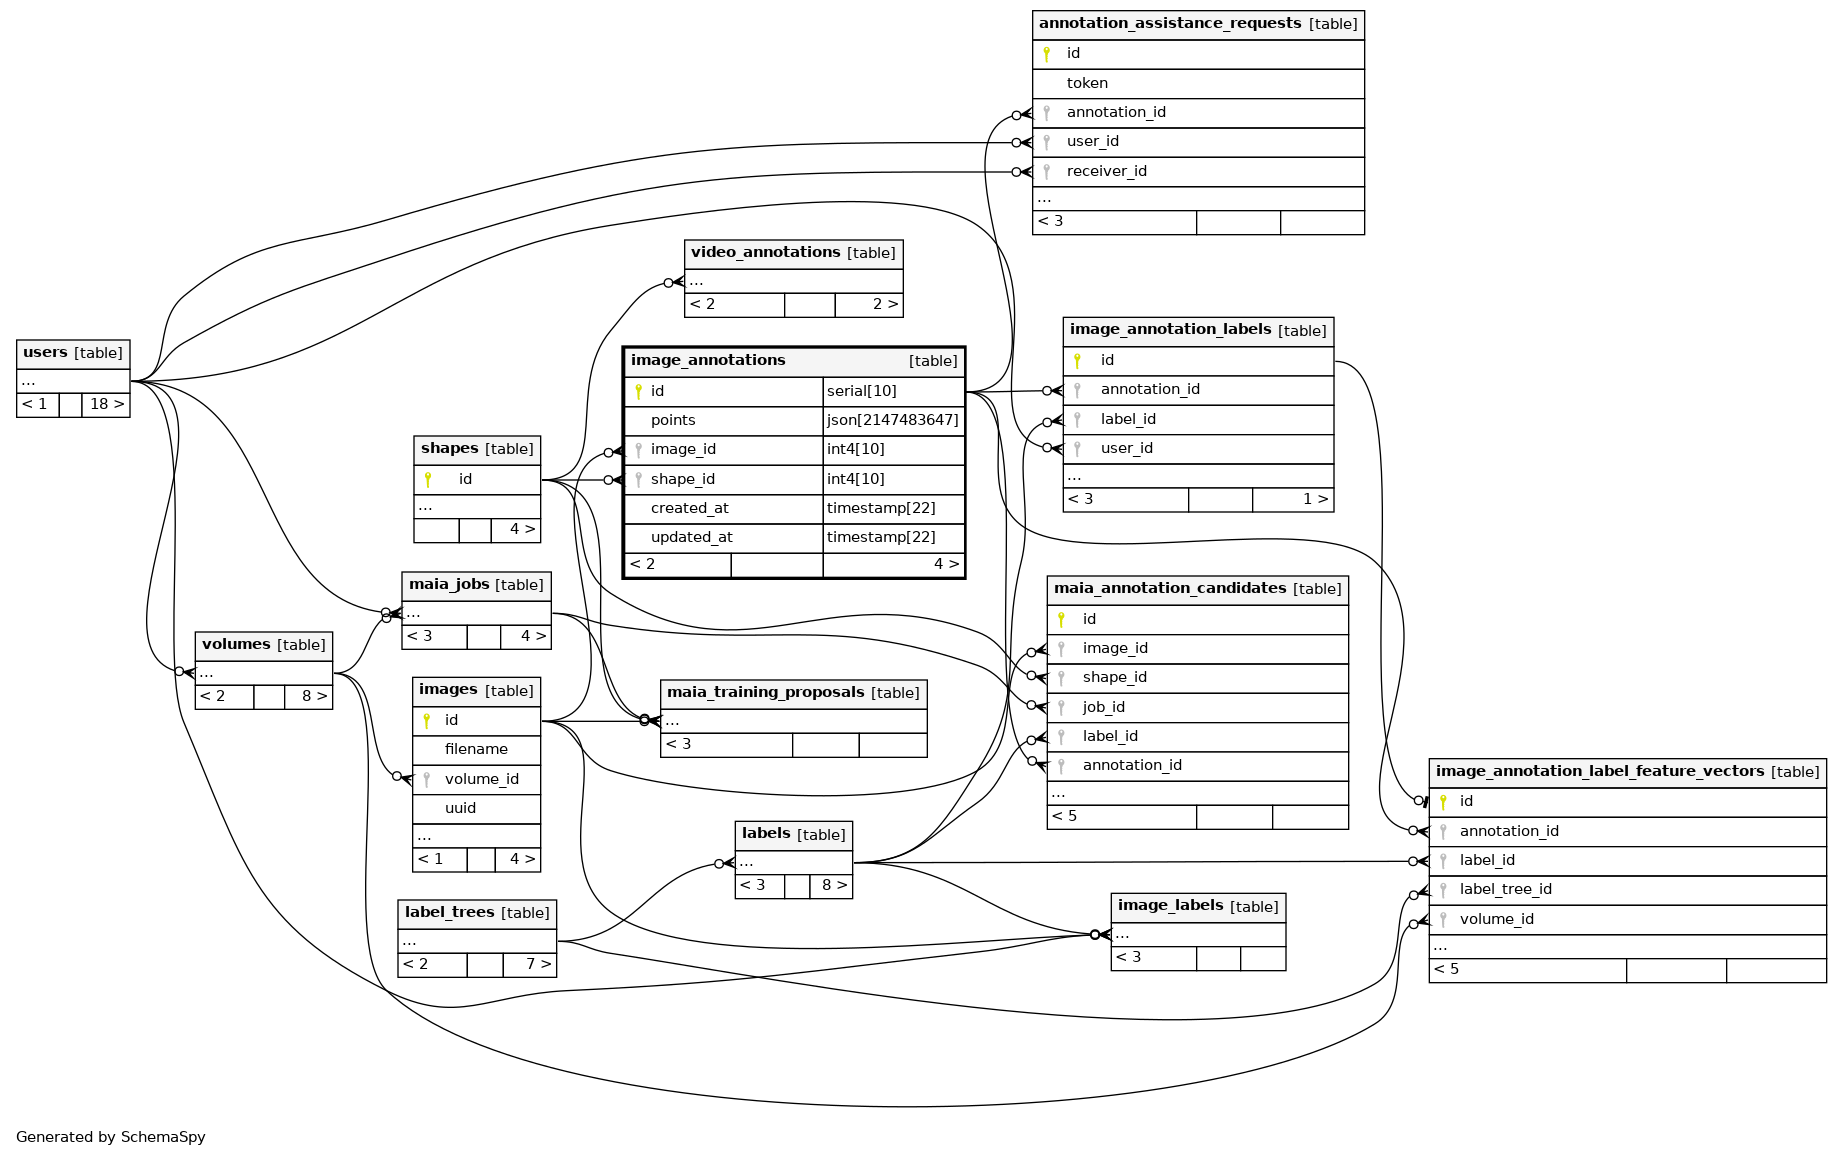 annotation_assistance_requests [table]
id
token
annotation_id
user_id
receiver_id
...
< 3
video_annotations [table]
...
< 2 2 >
image_annotation_labels [table]
id
annotation_id
label_id
user_id
...
< 3 1 >
users [table]
...
< 1 18 >
image_annotations [table]
id serial[10]
points json[2147483647]
image_id int4[10]
shape_id int4[10]
created_at timestamp[22]
updated_at timestamp[22]
< 2 4 >
shapes [table]
id
...
4 >
maia_jobs [table]
...
< 3 4 >
maia_annotation_candidates [table]
id
image_id
shape_id
job_id
label_id
annotation_id
...
< 5
volumes [table]
...
< 2 8 >
images [table]
id
filename
volume_id
uuid
...
< 1 4 >
maia_training_proposals [table]
...
< 3
image_annotation_label_feature_vectors [table]
id
annotation_id
label_id
label_tree_id
volume_id
...
< 5
labels [table]
...
< 3 8 >
label_trees [table]
...
< 2 7 >
image_labels [table]
...
< 3
Generated by SchemaSpy